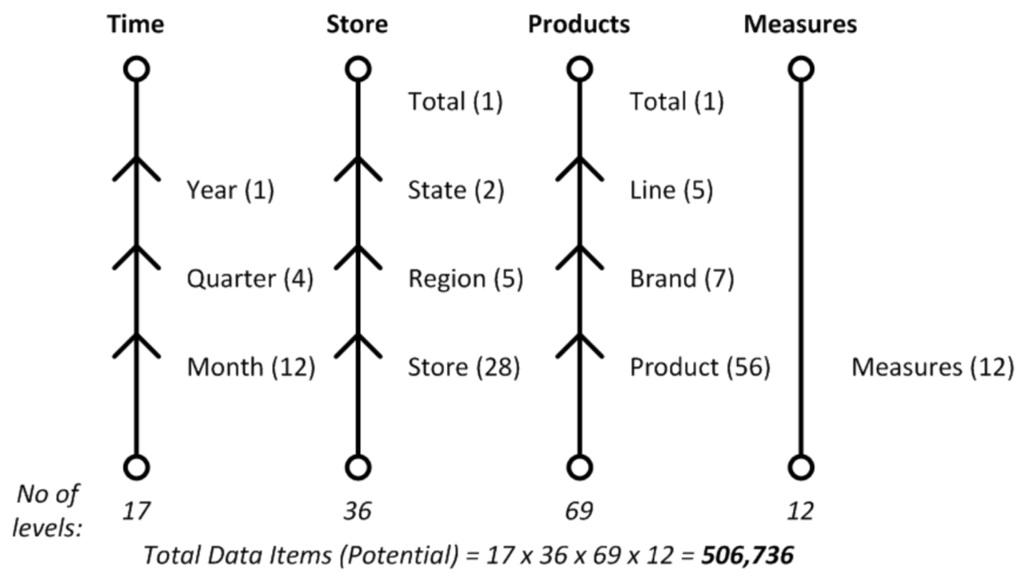 Time Store Products Measures
Total (1) Total (1)
Year (1) State (2) Line (5)
Quarter (4) Region (5) Brand (7)
Month (12) Store (28) Product (56) Measures (12)
No of
levels:
17 36 69 12
Total Data Items (Potential) = 17 x 36 x 69 x 12 = 506,736